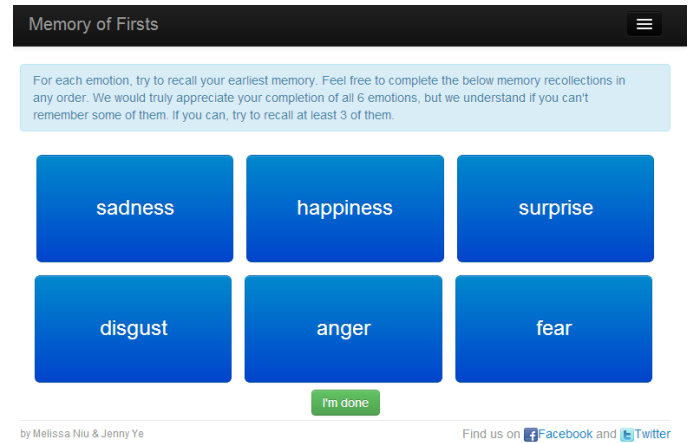 Memory of Firsts
For each emotion, try to recall your earliest memory. Feel free to complete the below memory recollections in
any order. We would truly appreciate your completion of all 6 emotions, but we understand if you can't
remember some of them. If you can, try to recall at least 3 of them.
sadness happiness surprise
disgust anger fear
I'm done
by Melissa Niu & Jenny Ye Find us on Facebook and Twitter